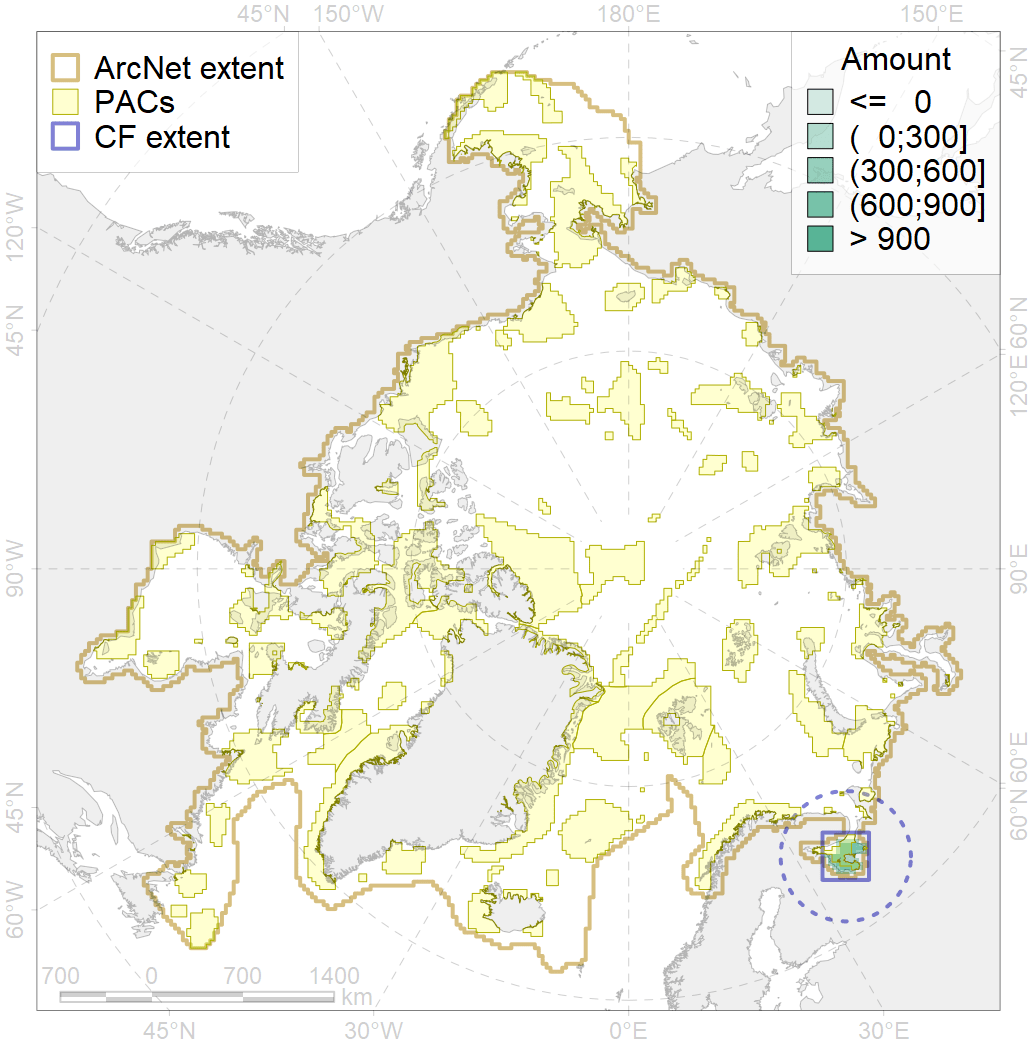 45°N 150°W 180°E 150°E
ArcNet extent
PACs
CF extent
Amount
<= 0
( 0;300]
(300;600]
(600;900]
> 900
45°N
120°W
45°N
60°N
120°E
90°W
90°E
45°N
60°W
60°E
60°N
60°N
700 0 700 1400
km
45°N 30°W 0°E 30°E